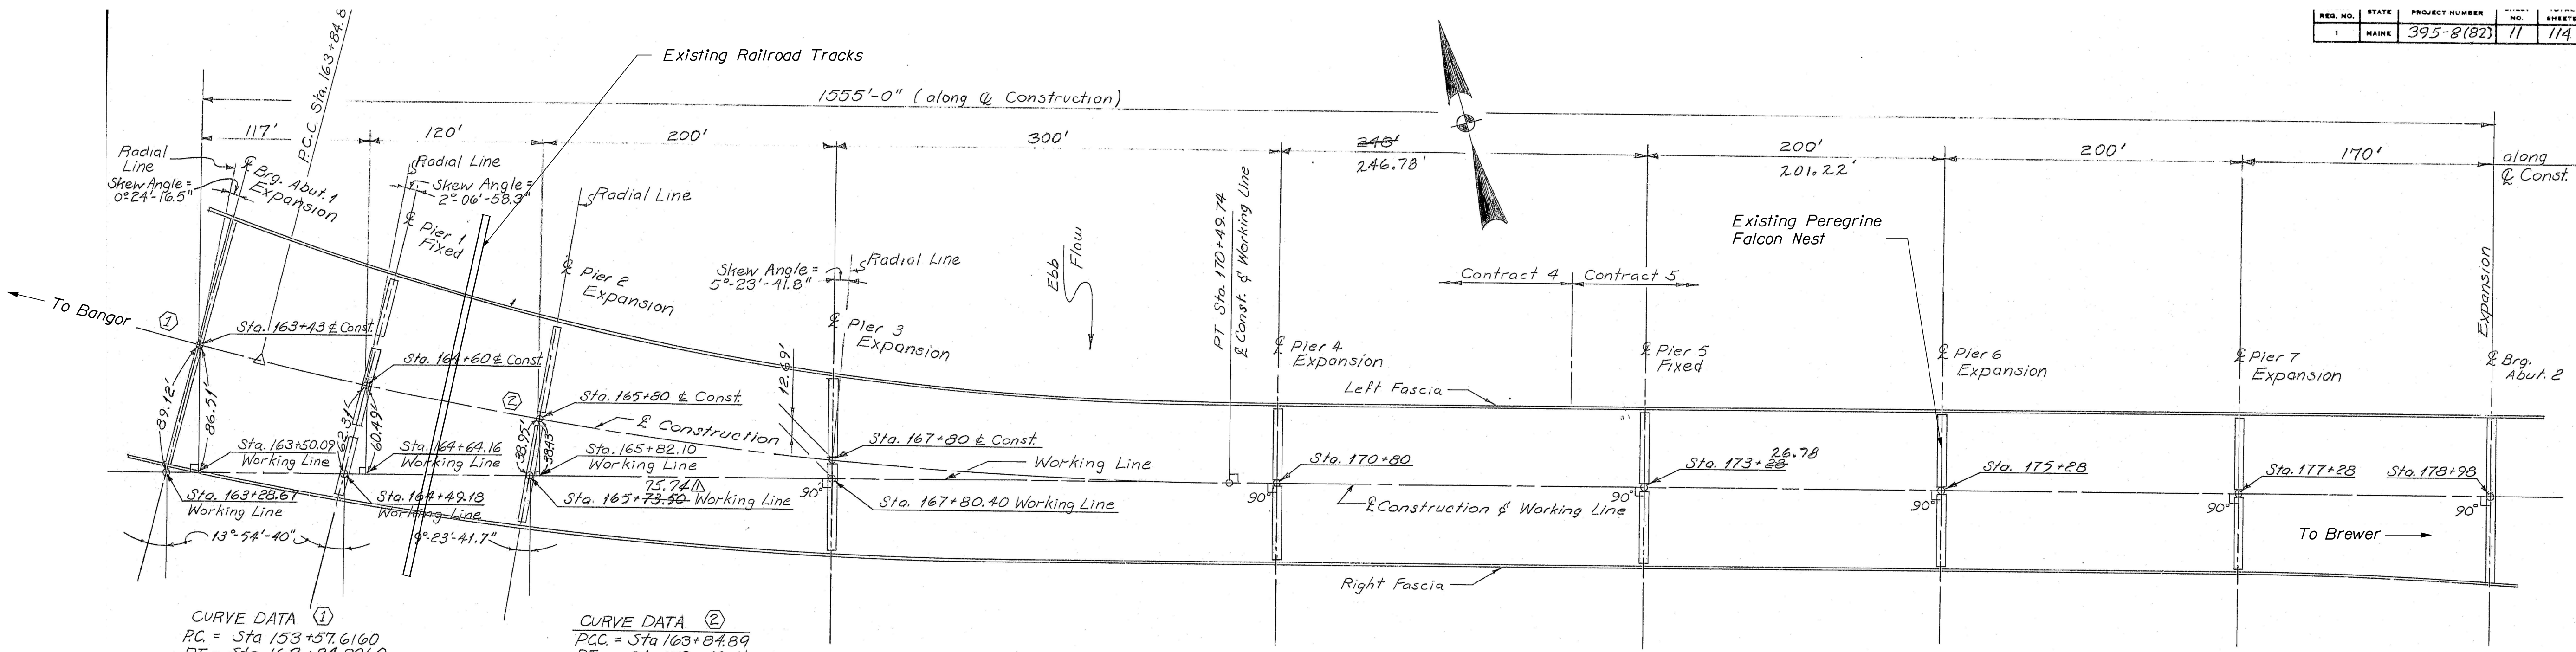 REG. NO. STATE PROJECT NUMBER NO. SHEETS
1 MAINE 395-8(82) 11 114
Existing Railroad Tracks
P.C.C. Sta. 163+84.8
1555'-0" (along ℄ Construction)
117' 120' 200' 300' 248' 200' 200' 170' along
246.78' 201.22' ℄ Const.
Radial
Line
Skew Angle =
0°24'-16.5"
℄ Brg. Abut. 1
Expansion
Radial Line
Skew Angle =
2°-06'-58.3"
℄ Pier 1
Fixed
Radial Line
℄ Pier 2
Expansion
Skew Angle =
5°-23'-41.8"
Radial Line
℄ Pier 3
Expansion
Ebb
Flow
PT Sta. 170+49.74
℄ Const. & Working Line
℄ Pier 4
Expansion
Contract 4 Contract 5
Existing Peregrine
Falcon Nest
℄ Pier 5
Fixed
℄ Pier 6
Expansion
℄ Pier 7
Expansion
Expansion
℄ Brg.
Abut. 2
To Bangor
1
Sta. 163+43 ℄ Const.
Sta. 164+60 ℄ Const
2
Sta. 165+80 ℄ Const.
12.69'
℄ Construction
Sta. 167+80 ℄ Const.
Working Line
Left Fascia
89.12'
86.51'
62.31'
60.49'
38.95'
38.43'
Sta. 163+50.09
Working Line
Sta. 164+64.16
Working Line
Sta. 165+82.10
Working Line
75.74
Sta. 165+73.50 Working Line
Sta. 163+28.67
Working Line
Sta. 164+49.18
Working Line
90°
Sta. 167+80.40 Working Line
Sta. 170+80
90°
℄ Construction & Working Line
26.78
Sta. 173+28
90°
Sta. 175+28
90°
Sta. 177+28
90°
Sta. 178+98
90°
13°-54'-40"
9°-23'-41.7"
To Brewer
Right Fascia
CURVE DATA 1
P.C. = Sta 153+57.6160
CURVE DATA 2
PCC. = Sta 163+84.89